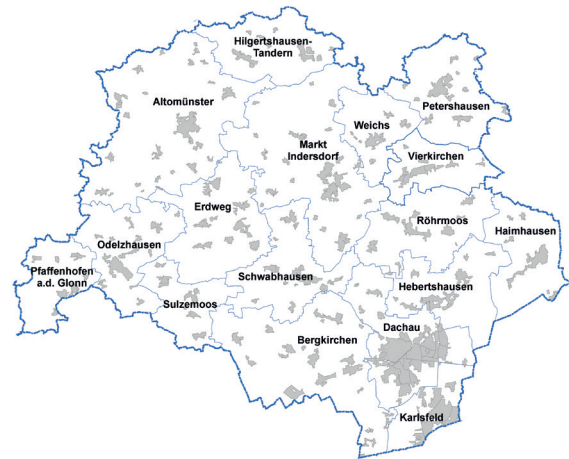 Hilgertshausen-
Tandern
Altomünster
Petershausen
Weichs
Markt
Indersdorf
Vierkirchen
Erdweg
Röhrmoos
Haimhausen
Odelzhausen
Pfaffenhofen
a.d. Glonn
Schwabhausen
Hebertshausen
Sulzemoos
Dachau
Bergkirchen
Karlsfeld